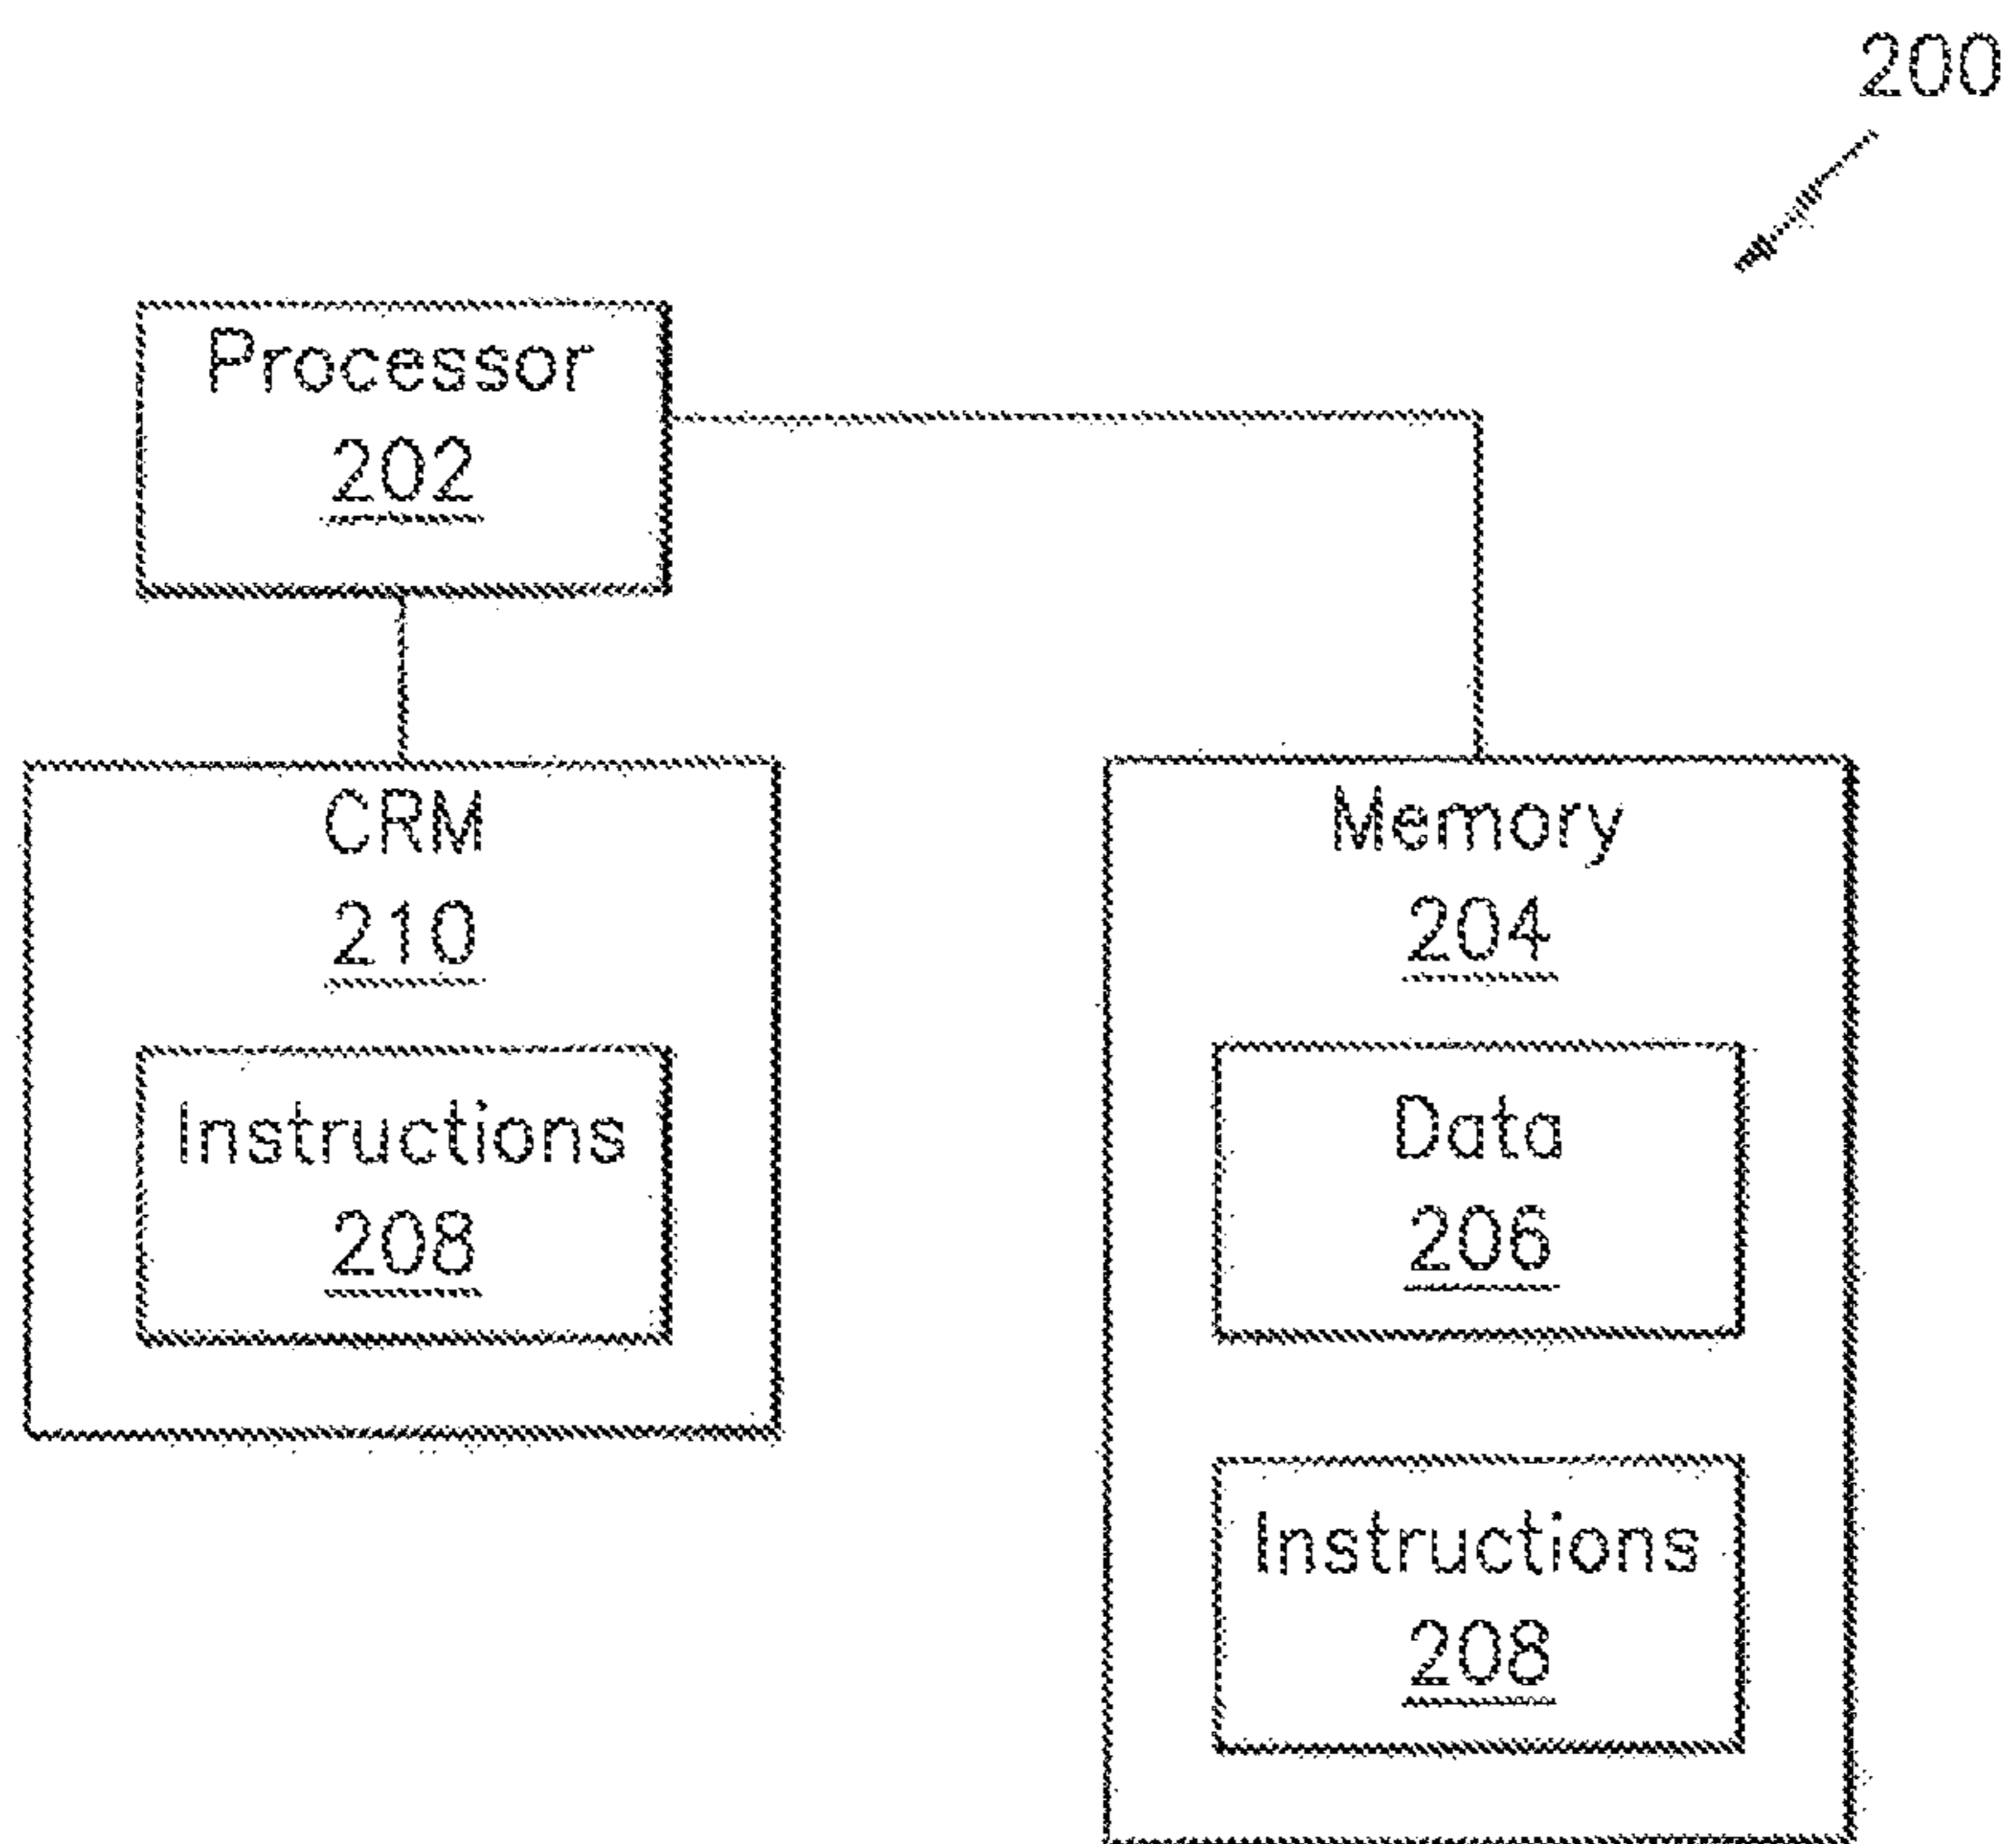 200
Processor
202
CRM
210
Instructions
208
Memory
204
Data
206
Instructions
208